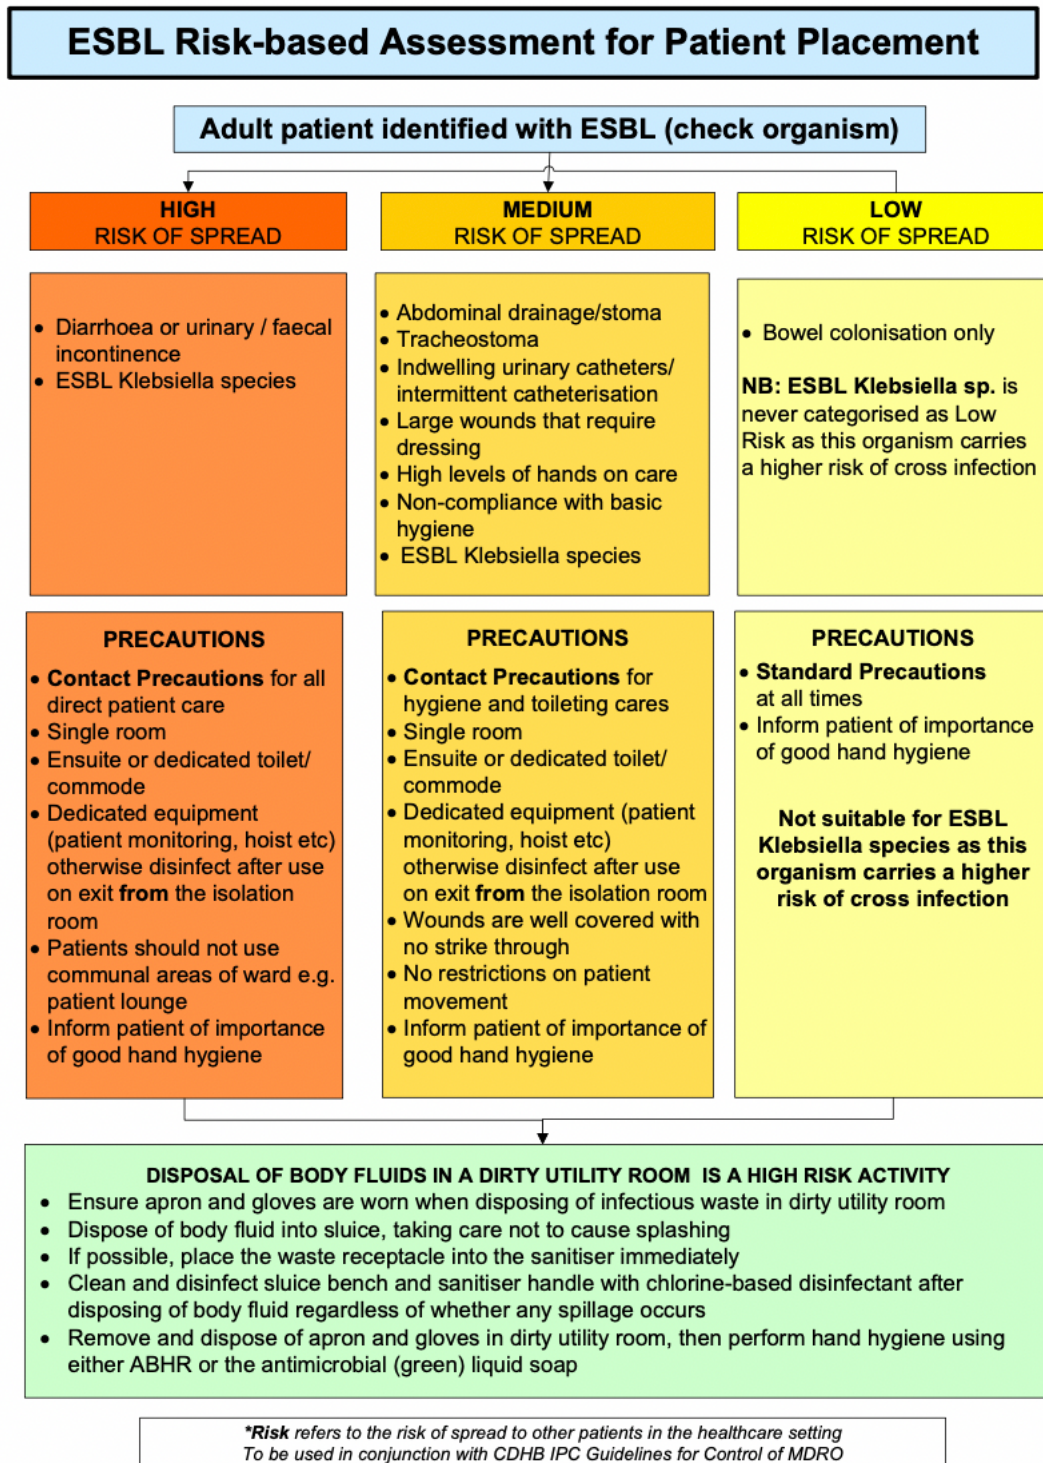 ESBL Risk-based Assessment for Patient Placement
Adult patient identified with ESBL (check organism)
HIGH
RISK OF SPREAD
• Diarrhoea or urinary / faecal
incontinence
• ESBL Klebsiella species
PRECAUTIONS
• Contact Precautions for all
direct patient care
• Single room
• Ensuite or dedicated toilet/
commode
• Dedicated equipment
(patient monitoring, hoist etc)
otherwise disinfect after use
on exit from the isolation
room
• Patients should not use
communal areas of ward e.g.
patient lounge
• Inform patient of importance
of good hand hygiene
MEDIUM
RISK OF SPREAD
• Abdominal drainage/stoma
• Tracheostoma
• Indwelling urinary catheters/
intermittent catheterisation
• Large wounds that require
dressing
• High levels of hands on care
• Non-compliance with basic
hygiene
• ESBL Klebsiella species
PRECAUTIONS
• Contact Precautions for
hygiene and toileting cares
• Single room
• Ensuite or dedicated toilet/
commode
• Dedicated equipment (patient
monitoring, hoist etc)
otherwise disinfect after use
on exit from the isolation room
• Wounds are well covered with
no strike through
• No restrictions on patient
movement
• Inform patient of importance of
good hand hygiene
LOW
RISK OF SPREAD
• Bowel colonisation only
NB: ESBL Klebsiella sp. is
never categorised as Low
Risk as this organism carries
a higher risk of cross infection
PRECAUTIONS
• Standard Precautions
at all times
• Inform patient of importance
of good hand hygiene
Not suitable for ESBL
Klebsiella species as this
organism carries a higher
risk of cross infection
DISPOSAL OF BODY FLUIDS IN A DIRTY UTILITY ROOM IS A HIGH RISK ACTIVITY
• Ensure apron and gloves are worn when disposing of infectious waste in dirty utility room
• Dispose of body fluid into sluice, taking care not to cause splashing
• If possible, place the waste receptacle into the sanitiser immediately
• Clean and disinfect sluice bench and sanitiser handle with chlorine-based disinfectant after
disposing of body fluid regardless of whether any spillage occurs
• Remove and dispose of apron and gloves in dirty utility room, then perform hand hygiene using
either ABHR or the antimicrobial (green) liquid soap
*Risk refers to the risk of spread to other patients in the healthcare setting
To be used in conjunction with CDHB IPC Guidelines for Control of MDRO